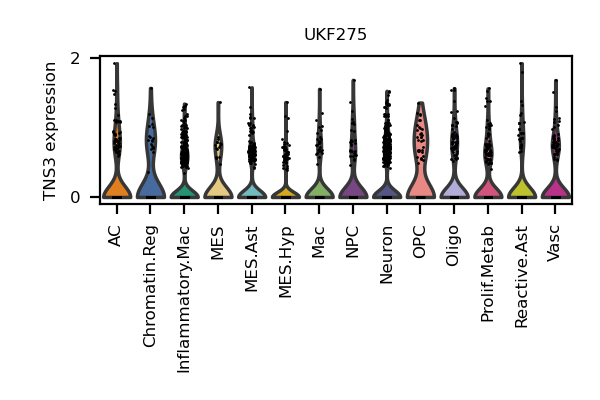 UKF275
TNS3 expression
2
0
AC
Chromatin.Reg
Inflammatory.Mac
MES
MES.Ast
MES.Hyp
Mac
NPC
Neuron
OPC
Oligo
Prolif.Metab
Reactive.Ast
Vasc